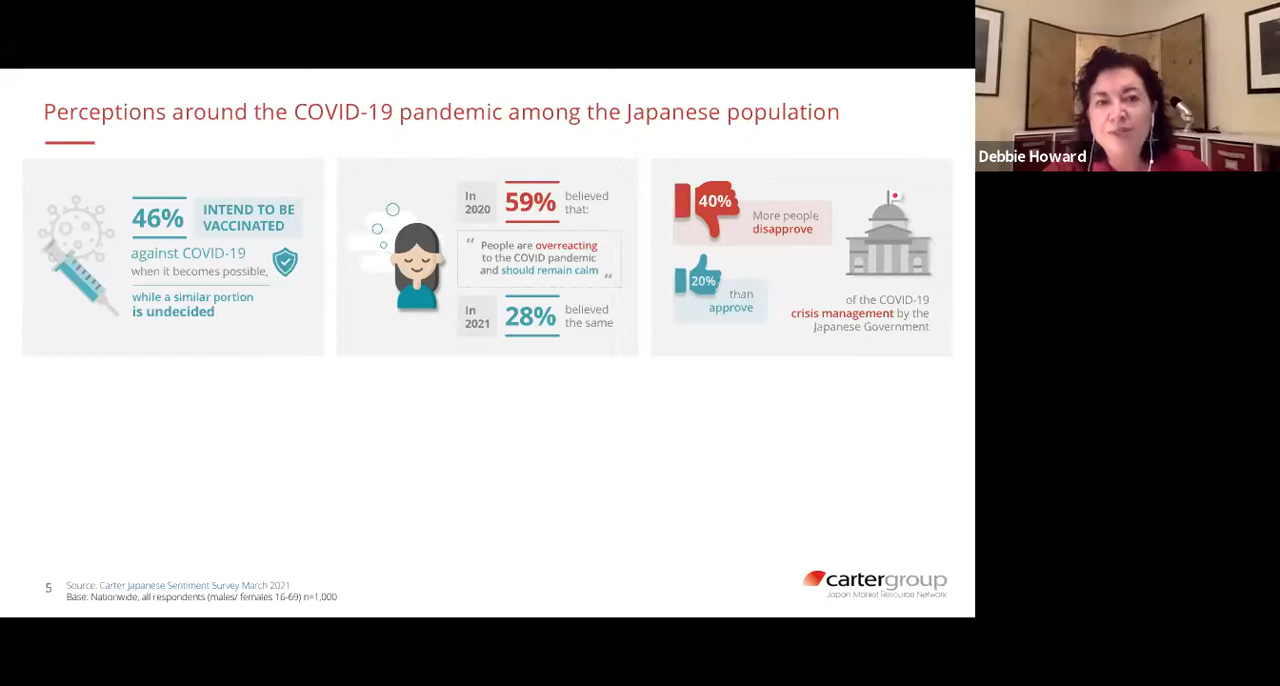 Perceptions around the COVID-19 pandemic among the Japanese population
46%
INTEND TO BE
VACCINATED
against COVID-19
when it becomes possible,
while a similar portion
is undecided
In
2020
59%
believed
that:
“ People are overreacting
to the COVID pandemic
and should remain calm „
In
2021
28%
believed
the same
40%
More people
disapprove
20%
than
approve
of the COVID-19
crisis management by the
Japanese Government
5
Source: Carter Japanese Sentiment Survey March 2021
Base: Nationwide, all respondents (males/ females 16-69) n=1,000
cartergroup
Japan Market Resource Network
Debbie Howard